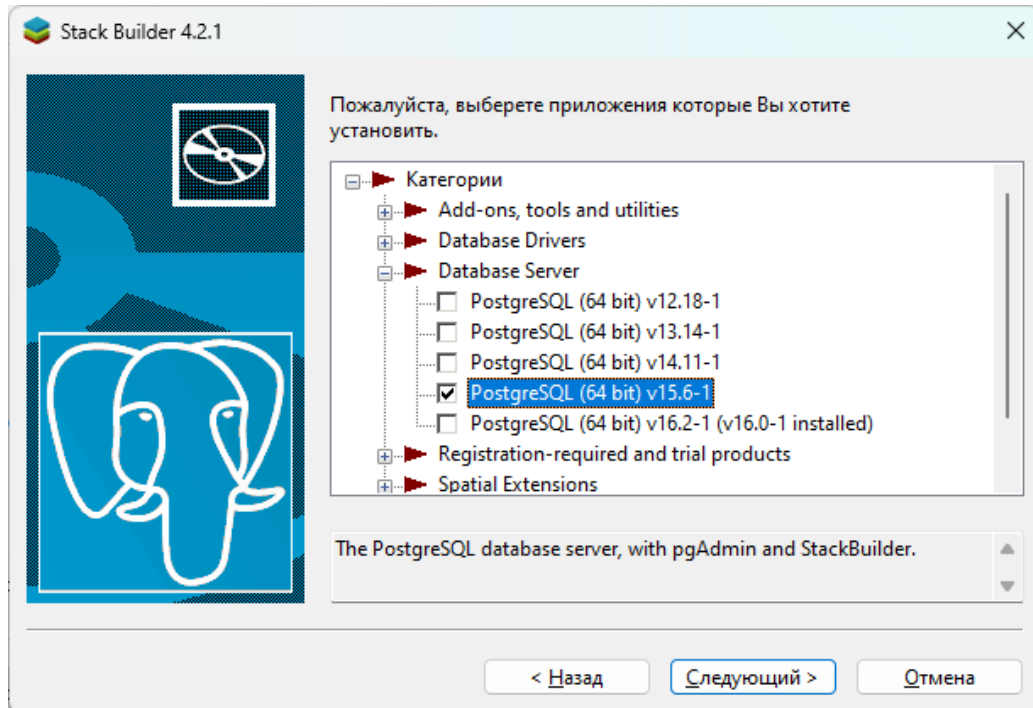 Stack Builder 4.2.1
Пожалуйста, выберете приложения которые Вы хотите
установить.
Категории
Add-ons, tools and utilities
Database Drivers
Database Server
PostgreSQL (64 bit) v12.18-1
PostgreSQL (64 bit) v13.14-1
PostgreSQL (64 bit) v14.11-1
PostgreSQL (64 bit) v15.6-1
PostgreSQL (64 bit) v16.2-1 (v16.0-1 installed)
Registration-required and trial products
Spatial Extensions
The PostgreSQL database server, with pgAdmin and StackBuilder.
< Назад Следующий > Отмена